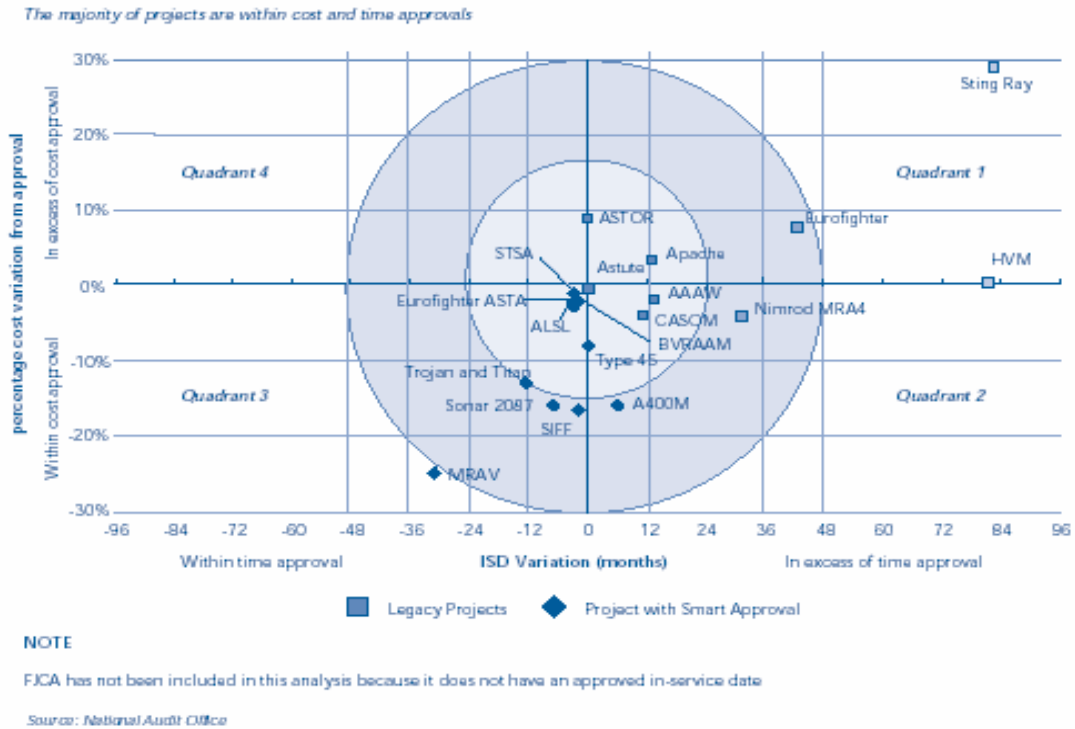 The majority of projects are within cost and time approvals
percentage cost variation from approval
In excess of cost approval
Within cost approval
30%
20%
10%
0%
-10%
-20%
-30%
Quadrant 4
Quadrant 1
Quadrant 3
Quadrant 2
Sting Ray
Eurofighter
HVM
ASTOR
Apache
STSA
Astute
AAAW
Eurofighter ASTA
CASOM
Nimrod MRA4
ALSL
BVRAAM
Type 45
Trojan and Titan
Sonar 2087
A400M
SIFF
MRAV
-96 -84 -72 -60 -48 -36 -24 -12 0 12 24 36 48 60 72 84 96
Within time approval
ISD Variation (months)
In excess of time approval
Legacy Projects
Project with Smart Approval
NOTE
FJCA has not been included in this analysis because it does not have an approved in-service date
Source: National Audit Office